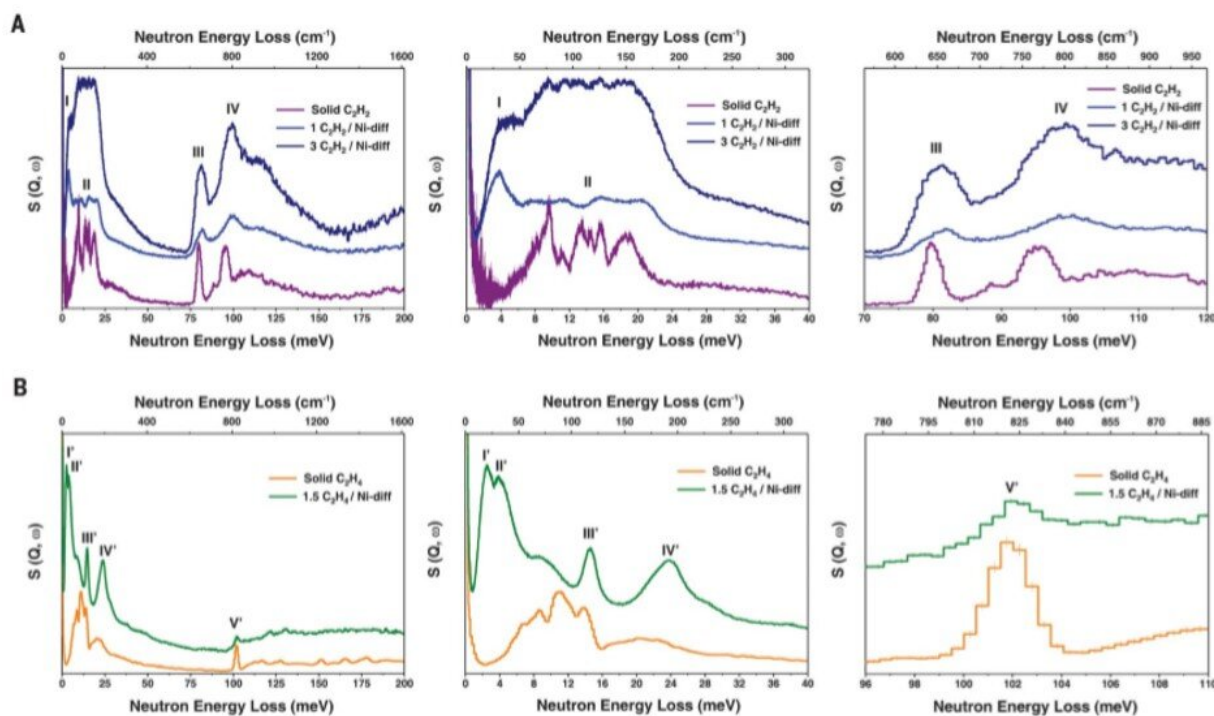 A
Neutron Energy Loss (cm⁻¹)
0 400 800 1200 1600
S (Q, ω)
I
II
III
IV
Solid C₂H₂
1 C₂H₂ / Ni-diff
3 C₂H₂ / Ni-diff
0 25 50 75 100 125 150 175 200
Neutron Energy Loss (meV)
Neutron Energy Loss (cm⁻¹)
0 50 100 150 200 250 300
S (Q, ω)
I
II
Solid C₂H₂
1 C₂H₂ / Ni-diff
3 C₂H₂ / Ni-diff
0 4 8 12 16 20 24 28 32 36 40
Neutron Energy Loss (meV)
Neutron Energy Loss (cm⁻¹)
600 650 700 750 800 850 900 950
S (Q, ω)
III
IV
Solid C₂H₂
1 C₂H₂ / Ni-diff
3 C₂H₂ / Ni-diff
70 80 90 100 110 120
Neutron Energy Loss (meV)
B
Neutron Energy Loss (cm⁻¹)
0 400 800 1200 1600
S (Q, ω)
I'
II'
III'
IV'
V'
Solid C₂H₄
1.5 C₂H₄ / Ni-diff
0 25 50 75 100 125 150 175 200
Neutron Energy Loss (meV)
Neutron Energy Loss (cm⁻¹)
0 50 100 150 200 250 300
S (Q, ω)
I'
II'
III'
IV'
Solid C₂H₄
1.5 C₂H₄ / Ni-diff
0 4 8 12 16 20 24 28 32 36 40
Neutron Energy Loss (meV)
Neutron Energy Loss (cm⁻¹)
780 795 810 825 840 855 870 885
S (Q, ω)
V'
Solid C₂H₄
1.5 C₂H₄ / Ni-diff
96 98 100 102 104 106 108 110
Neutron Energy Loss (meV)